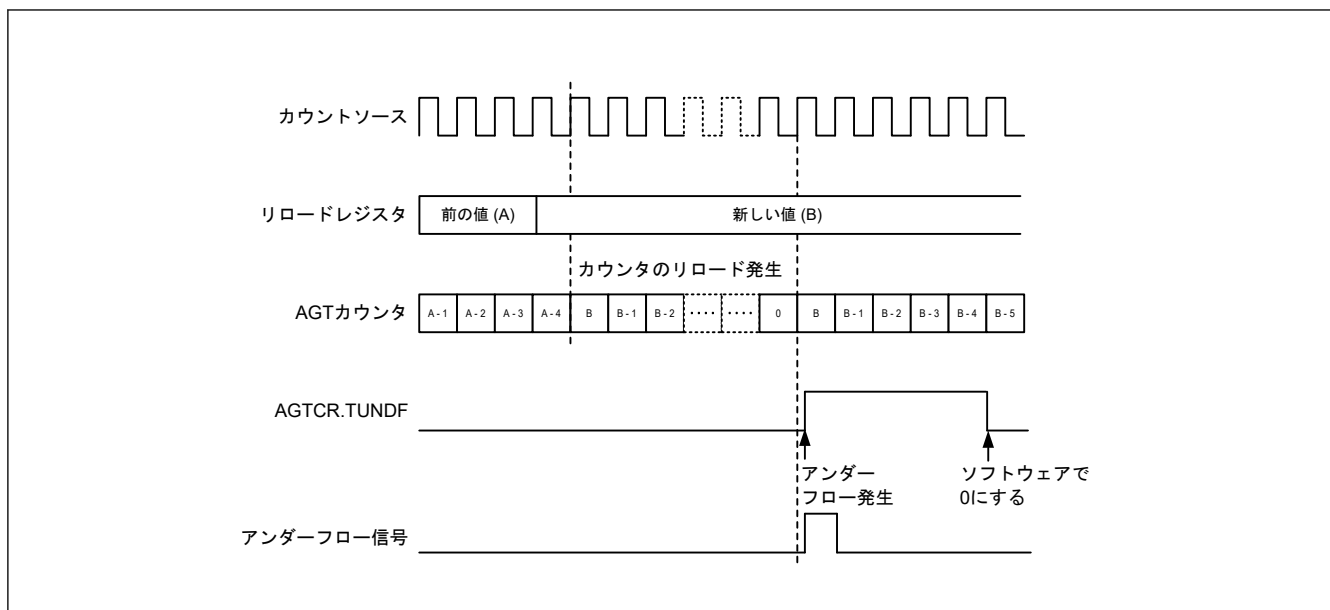 カウントソース
リロードレジスタ 前の値 (A) 新しい値 (B)
カウンタのリロード発生
AGTカウンタ A - 1 A - 2 A - 3 A - 4 B B - 1 B - 2 ‥‥ ‥‥ 0 B B - 1 B - 2 B - 3 B - 4 B - 5
AGTCR.TUNDF
アンダー
フロー発生
ソフトウェアで
0にする
アンダーフロー信号